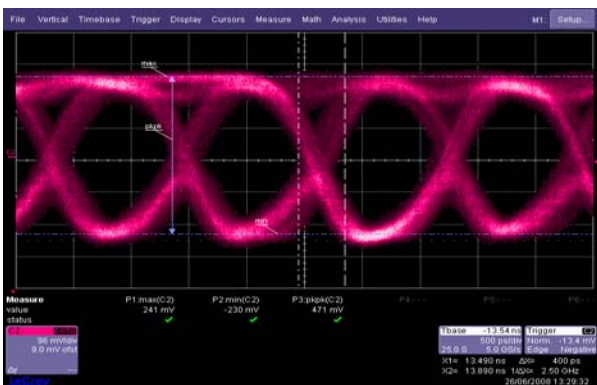 File Vertical Timebase Trigger Display Cursors Measure Math Analysis Utilities Help M1: Setup...
max
pkpk
min
C2
Measure P1:max(C2) P2:min(C2) P3:pkpk(C2) P4:- - - P5:- - - P6:- - -
value 241 mV -230 mV 471 mV
status
C2
96 mV/div
9.0 mV ofst
Δy ---
Tbase -13.54 ns Trigger C2
500 ps/div Norm. -13.4 mV
25.0 S 5.0 GS/s Edge Negative
X1= 13.490 ns ΔX= 400 ps
X2= 13.890 ns 1/ΔX= 2.50 GHz
LeCroy
26/06/2008 13:29:32